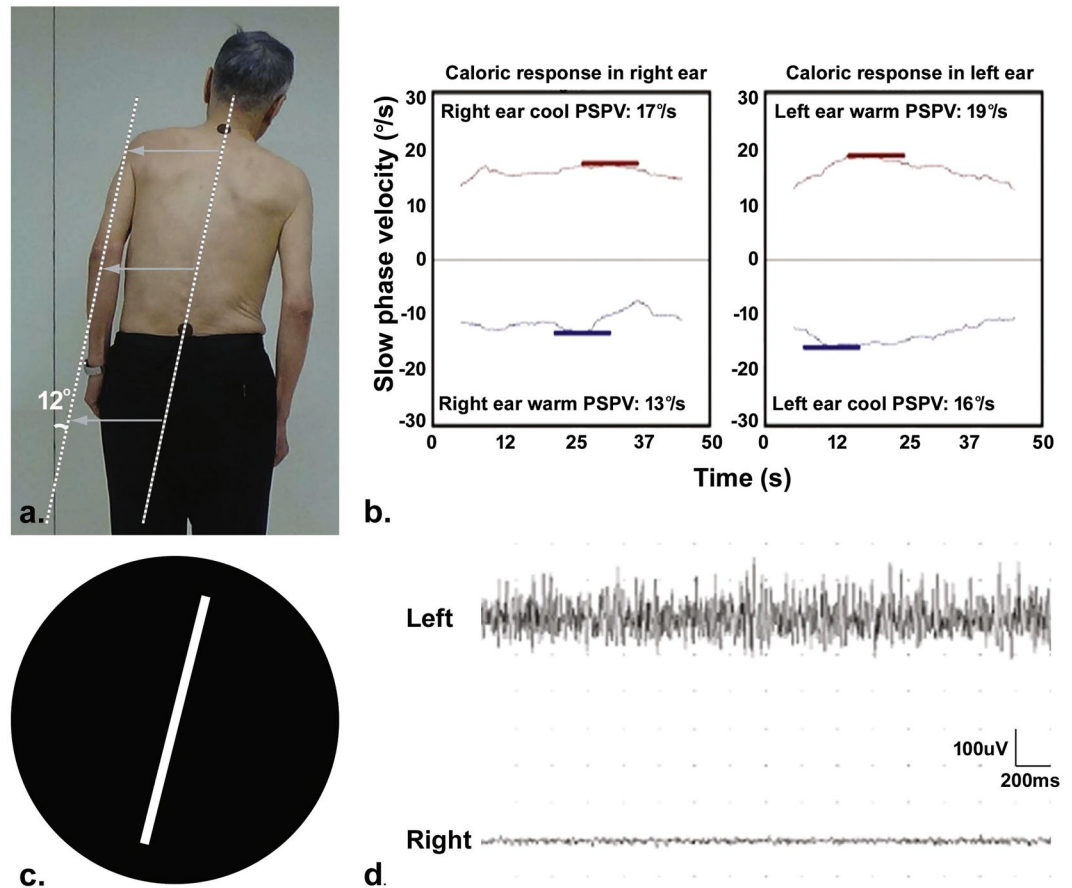 12°
a.
Caloric response in right ear
Caloric response in left ear
Slow phase velocity (°/s)
30
20
10
0
-10
-20
-30
Right ear cool PSPV: 17°/s
Right ear warm PSPV: 13°/s
0 12 25 37 50
30
20
10
0
-10
-20
-30
Left ear warm PSPV: 19°/s
Left ear cool PSPV: 16°/s
0 12 25 37 50
Time (s)
b.
c.
Left
100uV
200ms
Right
d.